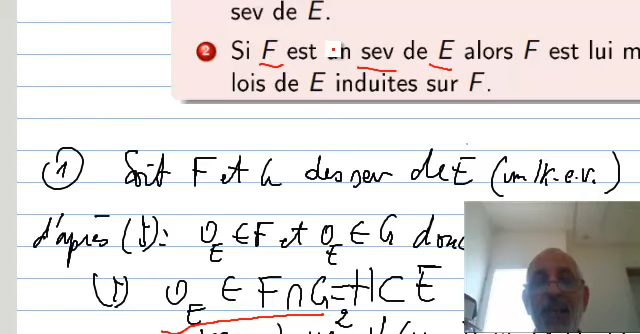 sev de E.
2 Si F est un sev de E alors F est lui m
lois de E induites sur F.
① Soit F et G des sev de E (un K-e.v.)
d'après (i): 0_E ∈ F et 0_E ∈ G donc
(i) 0_E ∈ F∩G = H ⊂ E